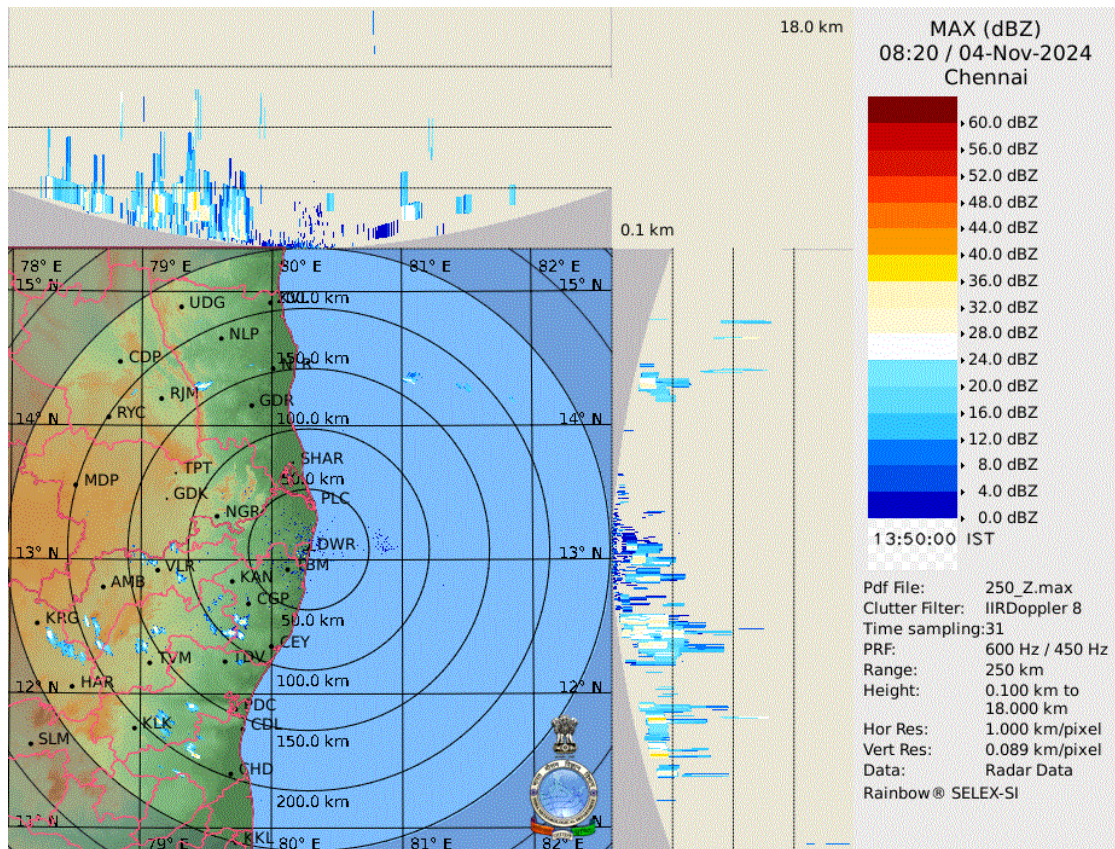 18.0 km
0.1 km
MAX (dBZ)
08:20 / 04-Nov-2024
Chennai
60.0 dBZ
56.0 dBZ
52.0 dBZ
48.0 dBZ
44.0 dBZ
40.0 dBZ
36.0 dBZ
32.0 dBZ
28.0 dBZ
24.0 dBZ
20.0 dBZ
16.0 dBZ
12.0 dBZ
8.0 dBZ
4.0 dBZ
0.0 dBZ
13:50:00 IST
Pdf File: 250_Z.max
Clutter Filter: IIRDoppler 8
Time sampling:31
PRF: 600 Hz / 450 Hz
Range: 250 km
Height: 0.100 km to
18.000 km
Hor Res: 1.000 km/pixel
Vert Res: 0.089 km/pixel
Data: Radar Data
Rainbow® SELEX-SI
78° E 79° E 80° E 81° E 82° E
15° N 15° N
UDG
NLP
CDP 150.0 km
RJM
RYC GDR
14° N 100.0 km 14° N
SHAR
TPT
MDP 50.0 km
GDK PLC
NGR
DWR
13° N 13° N
VLR
AMB KAN
CGP
KRG 50.0 km
CEY
TVM TDV
HAR 100.0 km
12° N 12° N
PDC
KLK CDL
SLM 150.0 km
CHD
200.0 km
KKL
79° E 82° E